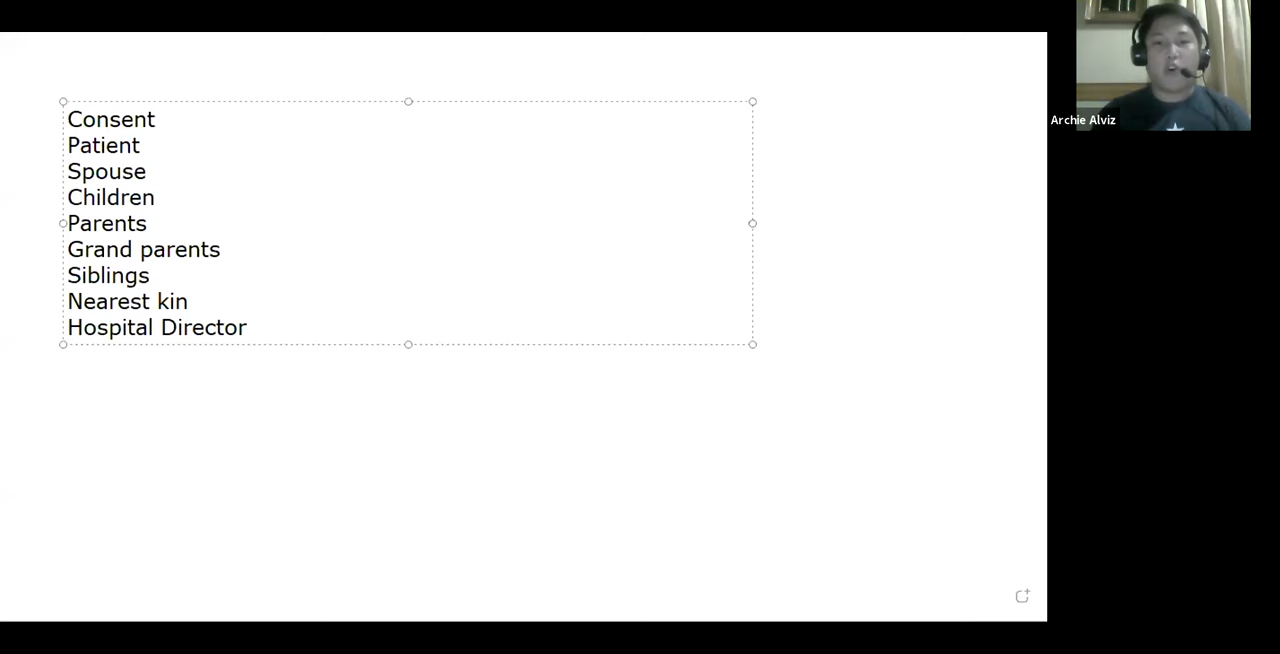 Consent
Patient
Spouse
Children
Parents
Grand parents
Siblings
Nearest kin
Hospital Director
Archie Alviz